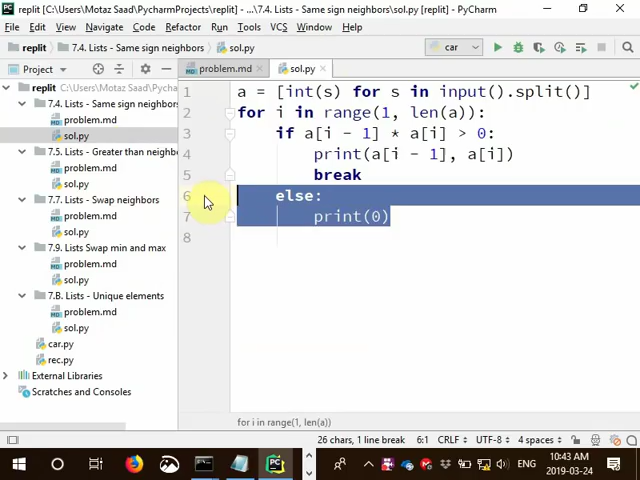 replit [C:\Users\Motaz Saad\PycharmProjects\replit] - ...\7.4. Lists - Same sign neighbors\sol.py [replit] - PyCharm
File Edit View Navigate Code Refactor Run Tools VCS Window Help
replit 7.4. Lists - Same sign neighbors sol.py car
Project problem.md sol.py
replit C:\Users\Motaz Saad\Pychar
7.4. Lists - Same sign neighbors
problem.md
sol.py
7.5. Lists - Greater than neighb
problem.md
sol.py
7.7. Lists - Swap neighbors
problem.md
sol.py
7.9. Lists Swap min and max
problem.md
sol.py
7.B. Lists - Unique elements
problem.md
sol.py
car.py
rec.py
External Libraries
Scratches and Consoles
1 a = [int(s) for s in input().split()]
2 for i in range(1, len(a)):
3 if a[i - 1] * a[i] > 0:
4 print(a[i - 1], a[i])
5 break
6 else:
7 print(0)
8
for i in range(1, len(a))
26 chars, 1 line break 6:1 CRLF UTF-8 4 spaces
ENG 10:43 AM
2019-03-24